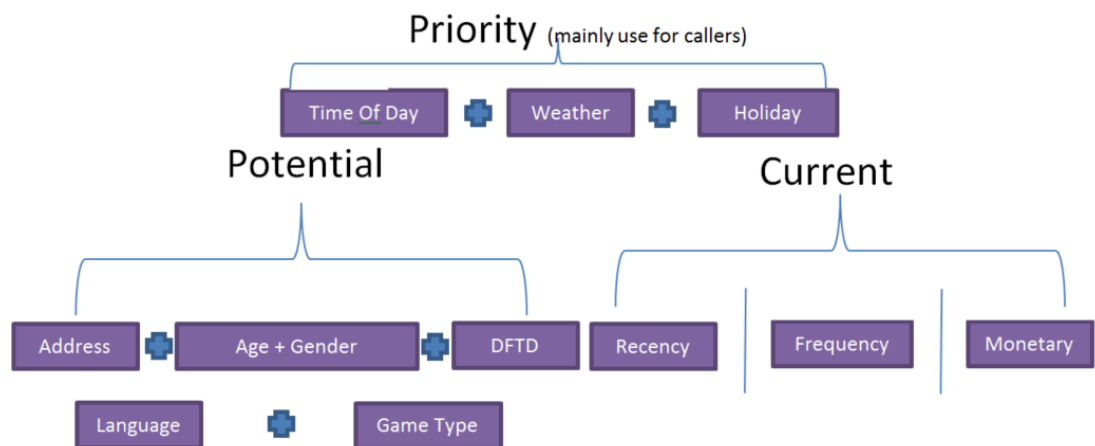 Priority (mainly use for callers)
Time Of Day Weather Holiday
Potential
Current
Address Age + Gender DFTD Recency Frequency Monetary
Language Game Type